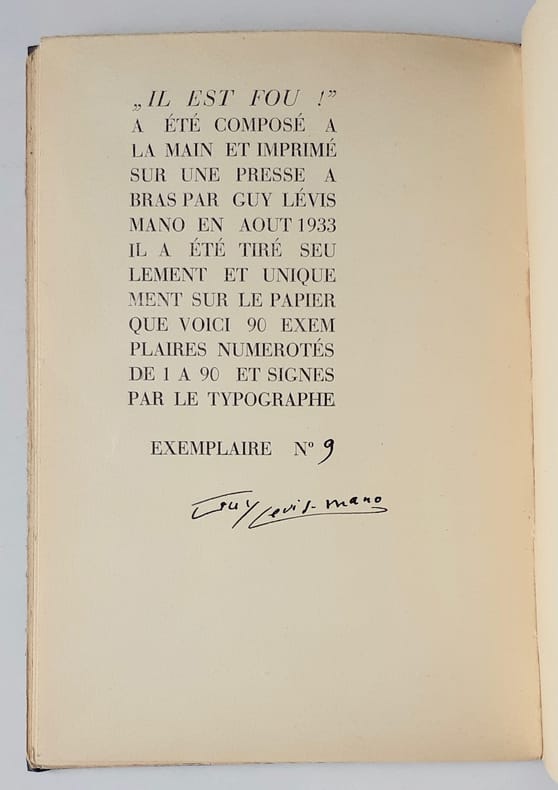 „IL EST FOU !”
A ÉTÉ COMPOSÉ A
LA MAIN ET IMPRIMÉ
SUR UNE PRESSE A
BRAS PAR GUY LÉVIS
MANO EN AOUT 1933
IL A ÉTÉ TIRÉ SEU
LEMENT ET UNIQUE
MENT SUR LE PAPIER
QUE VOICI 90 EXEM
PLAIRES NUMEROTÉS
DE 1 A 90 ET SIGNES
PAR LE TYPOGRAPHE
EXEMPLAIRE Nº 9
Guy Levis-Mano